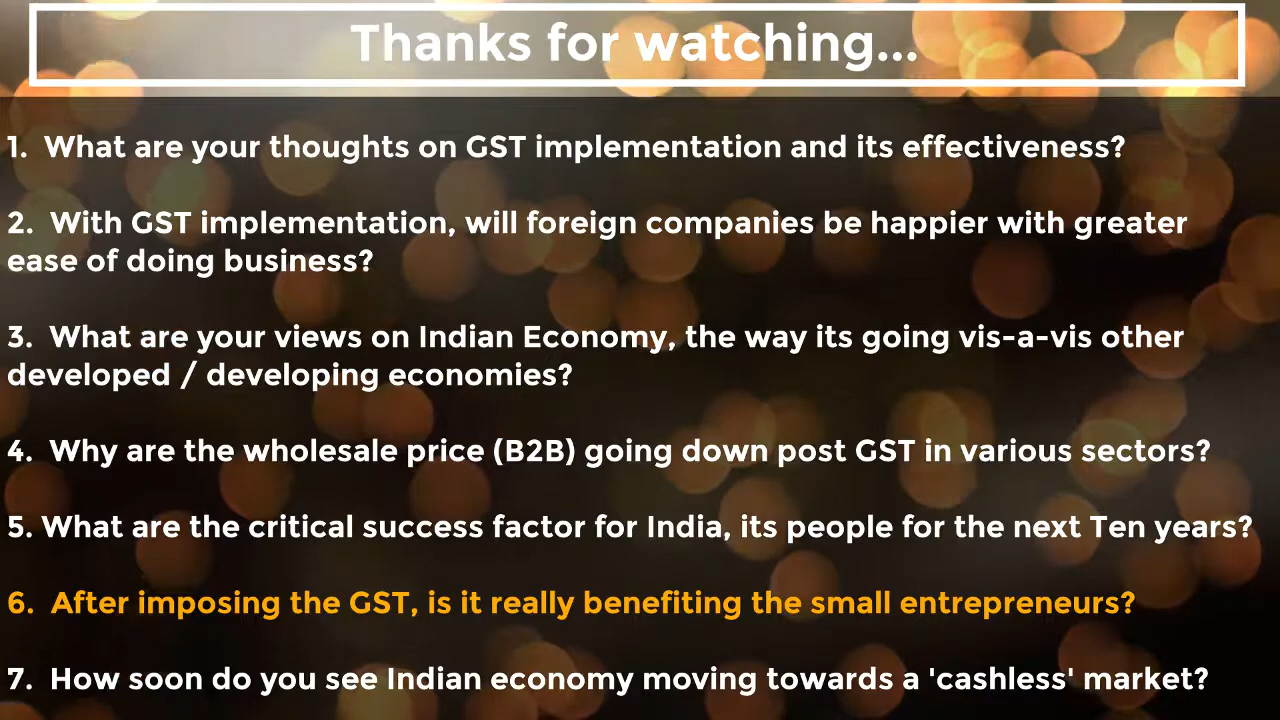 Thanks for watching...
1. What are your thoughts on GST implementation and its effectiveness?
2. With GST implementation, will foreign companies be happier with greater
ease of doing business?
3. What are your views on Indian Economy, the way its going vis-a-vis other
developed / developing economies?
4. Why are the wholesale price (B2B) going down post GST in various sectors?
5. What are the critical success factor for India, its people for the next Ten years?
6. After imposing the GST, is it really benefiting the small entrepreneurs?
7. How soon do you see Indian economy moving towards a 'cashless' market?